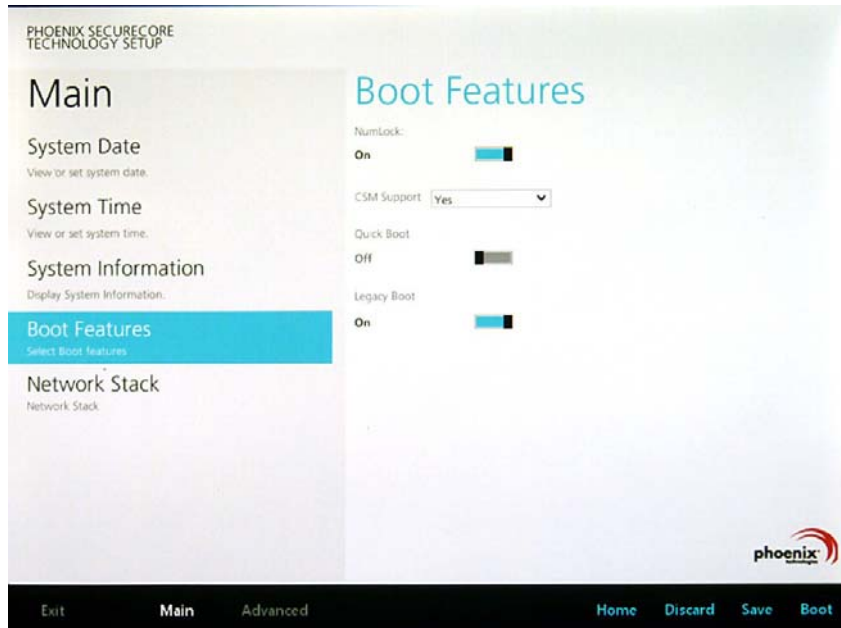 PHOENIX SECURECORE
TECHNOLOGY SETUP
Main
System Date
View or set system date.
System Time
View or set system time.
System Information
Display System Information.
Boot Features
Select Boot features
Network Stack
Network Stack
Boot Features
NumLock:
On
CSM Support Yes
Quick Boot
Off
Legacy Boot
On
phoenix
technologies
Exit Main Advanced Home Discard Save Boot